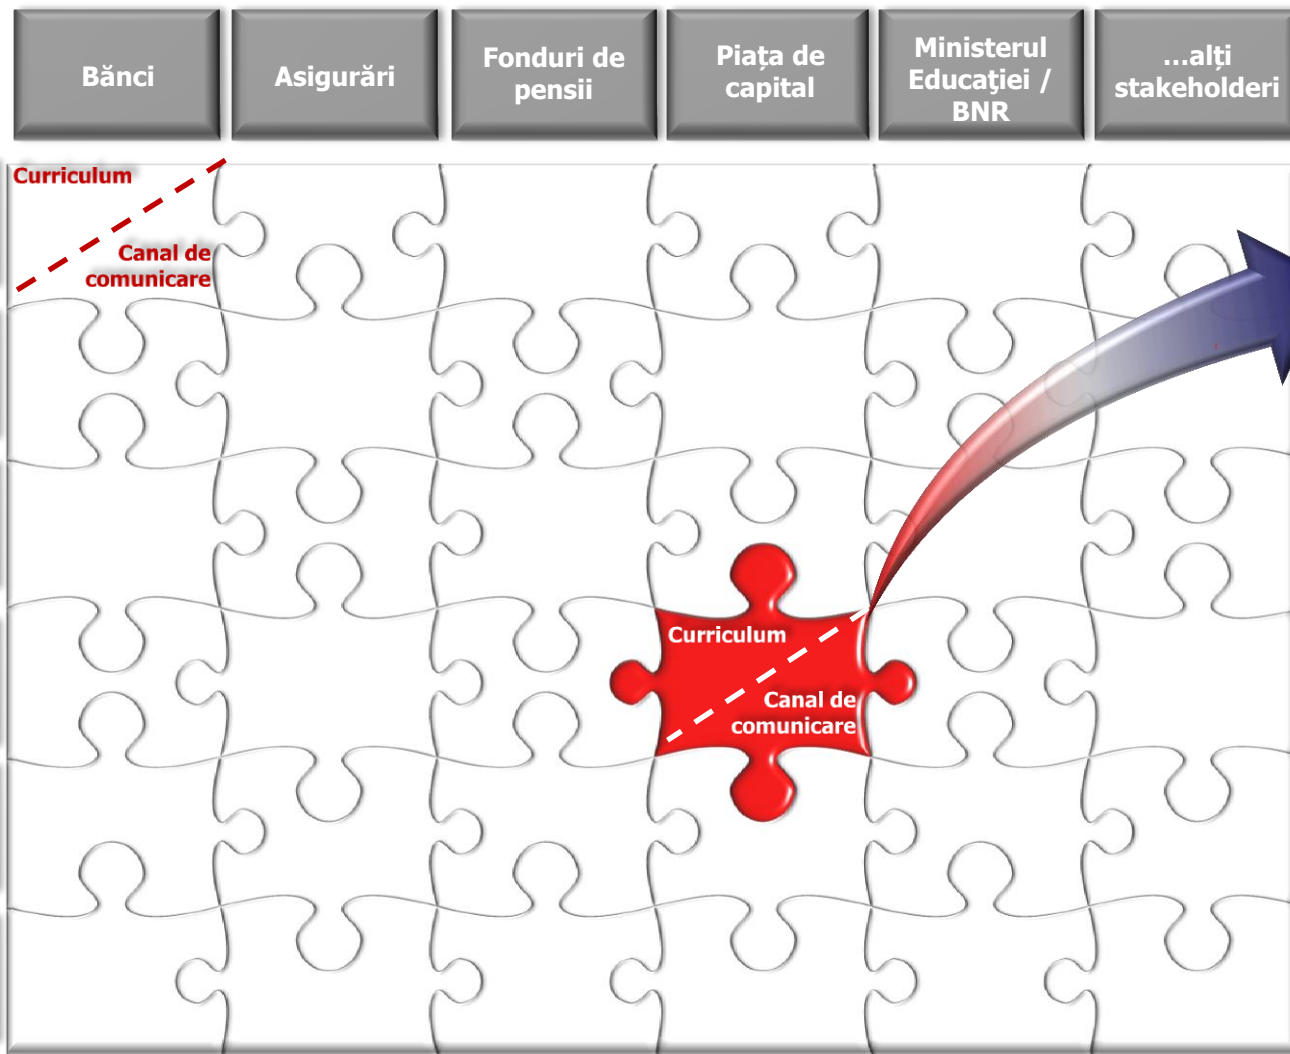 Bănci
Asigurări
Fonduri de
pensii
Piața de
capital
Ministerul
Educaţiei /
BNR
...alți
stakeholderi
Curriculum
Canal de
comunicare
Curriculum
Canal de
comunicare